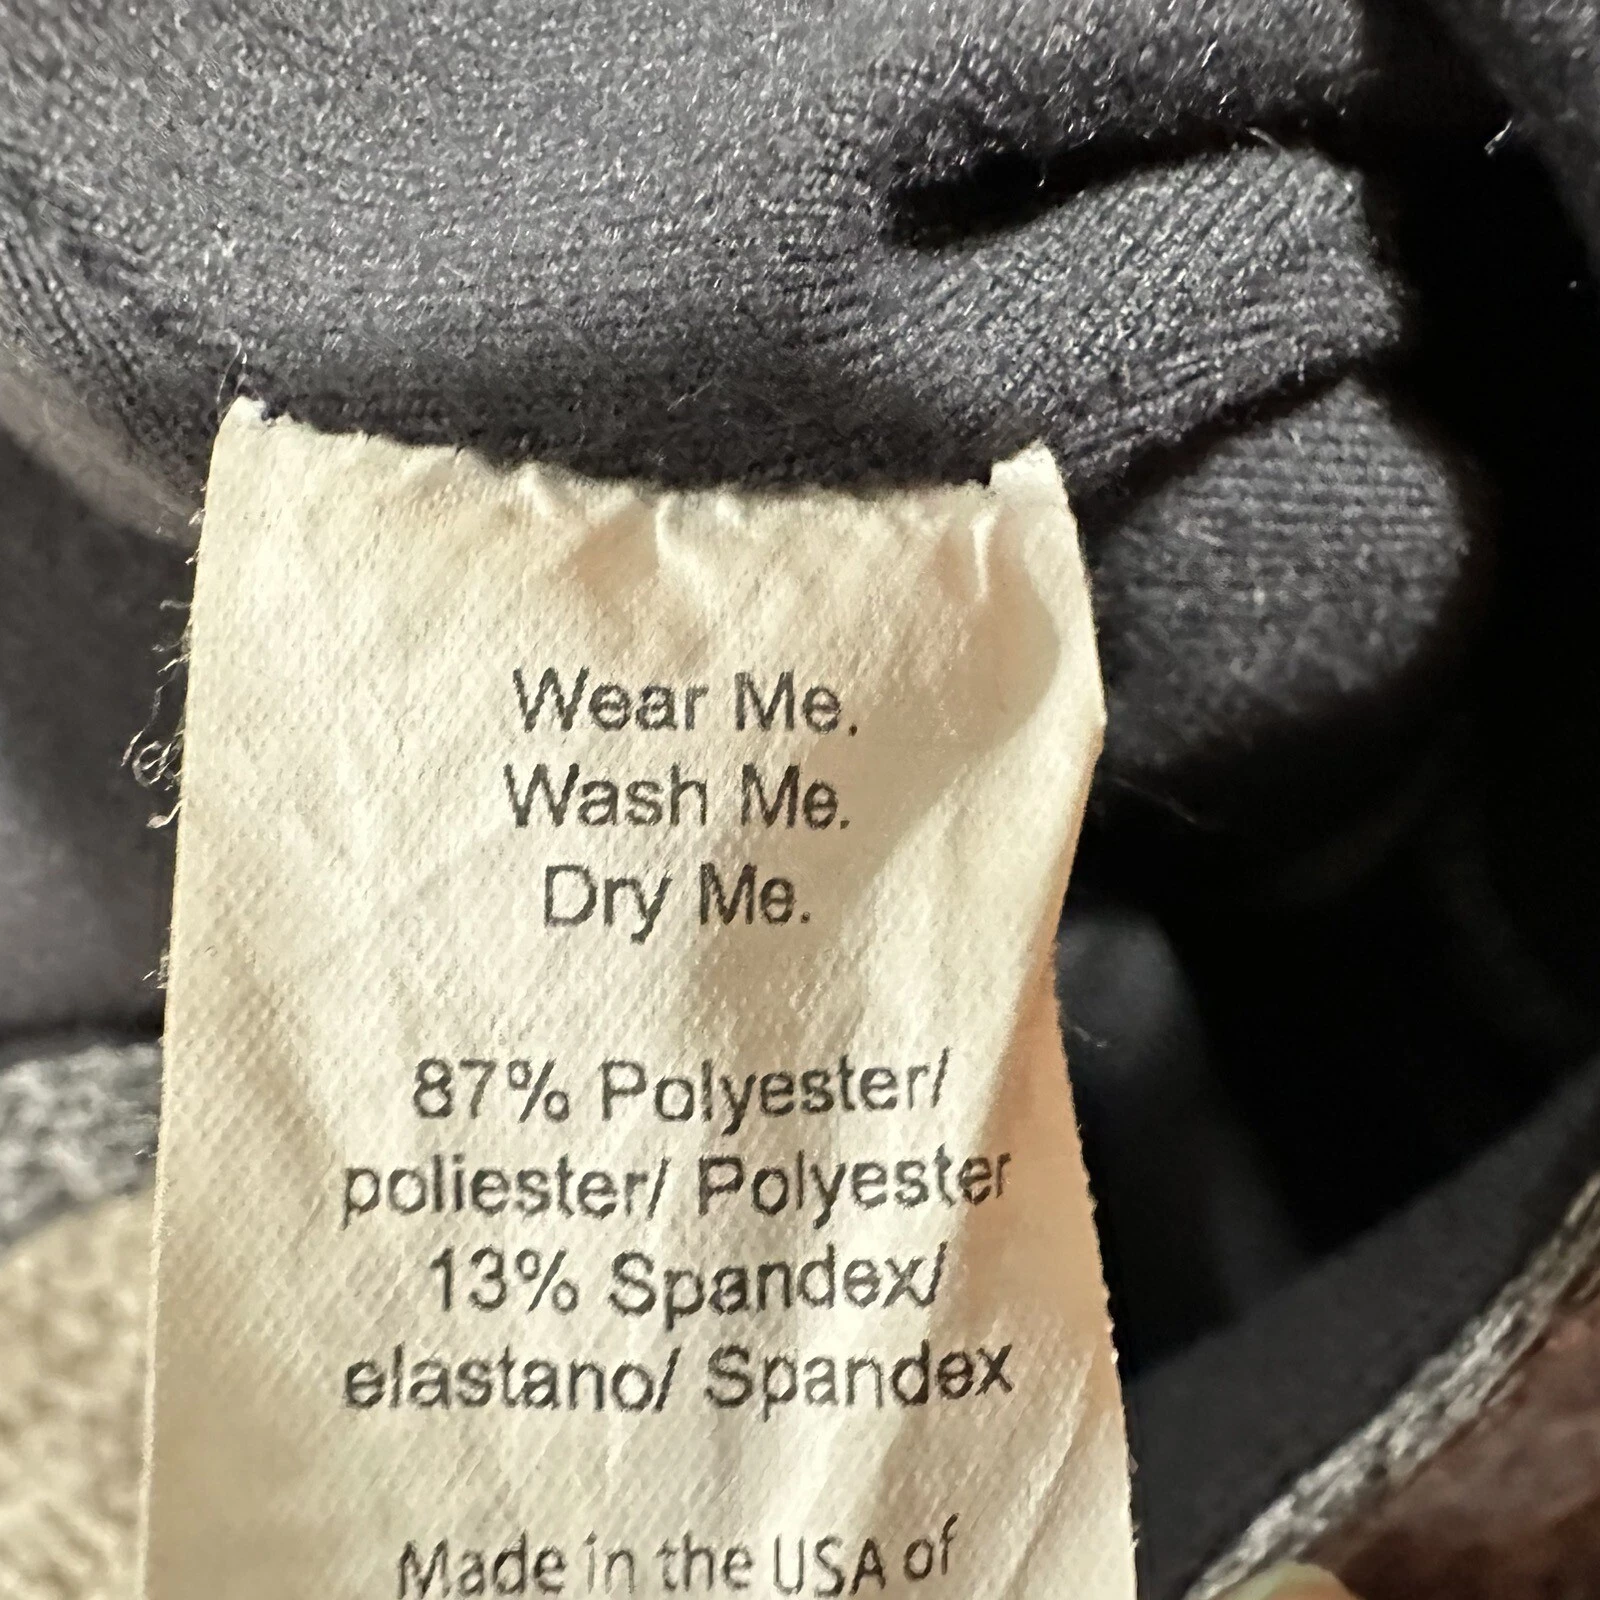 Wear Me.
Wash Me.
Dry Me.
87% Polyester/
poliester/ Polyester
13% Spandex/
elastano/ Spandex
Made in the USA of